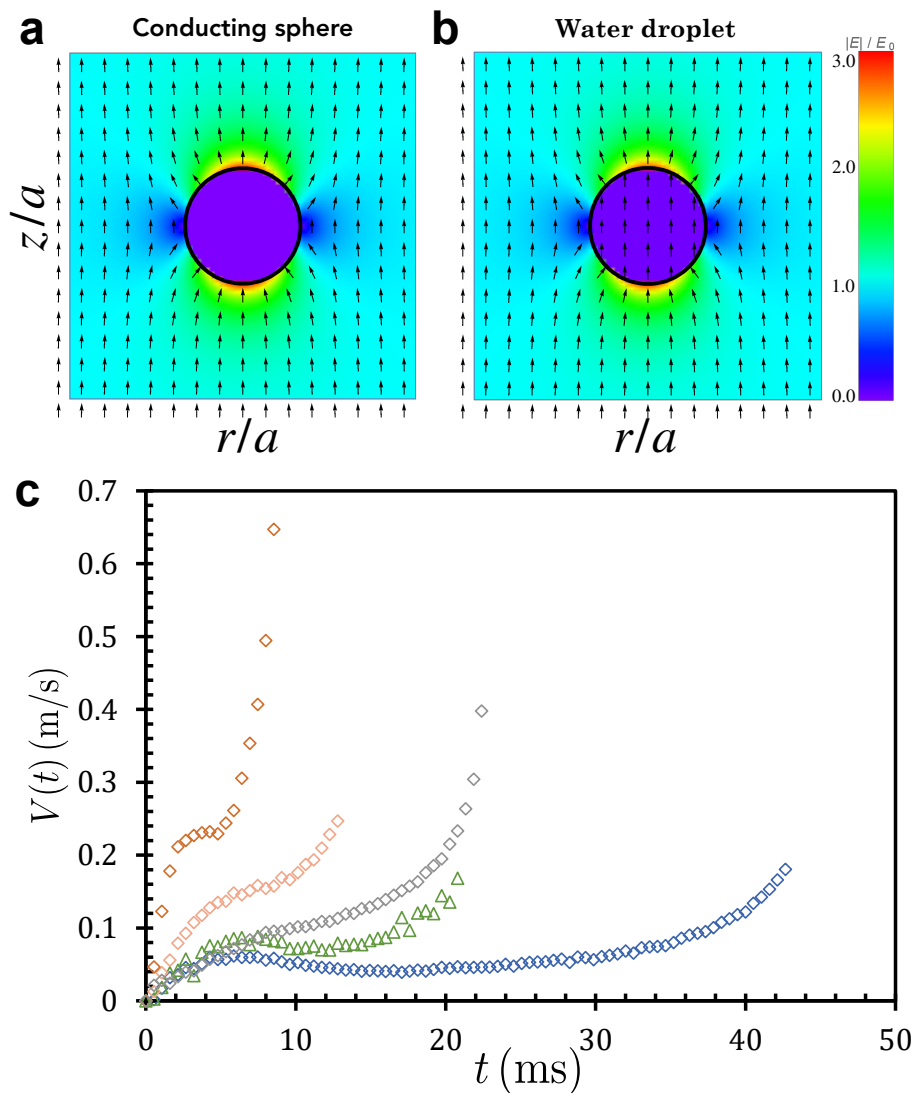 a Conducting sphere
b Water droplet
|E| / E₀
3.0
2.0
1.0
0.0
z/a
r/a
r/a
c
0.7
0.6
0.5
0.4
0.3
0.2
0.1
0
V(t) (m/s)
0 10 20 30 40 50
t (ms)